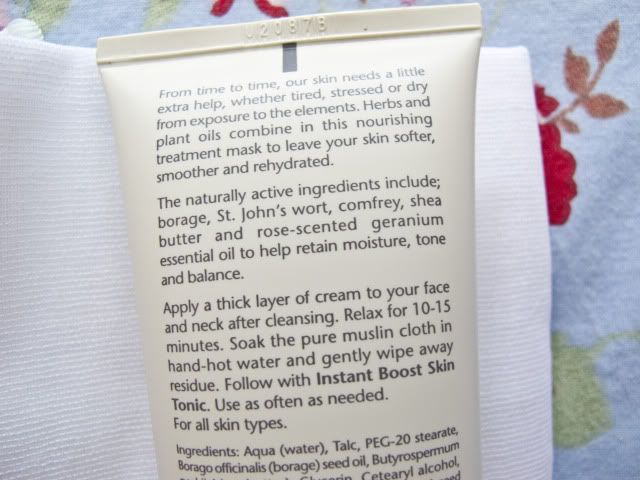 U2087B
From time to time, our skin needs a little
extra help, whether tired, stressed or dry
from exposure to the elements. Herbs and
plant oils combine in this nourishing
treatment mask to leave your skin softer,
smoother and rehydrated.
The naturally active ingredients include;
borage, St. John's wort, comfrey, shea
butter and rose-scented geranium
essential oil to help retain moisture, tone
and balance.
Apply a thick layer of cream to your face
and neck after cleansing. Relax for 10-15
minutes. Soak the pure muslin cloth in
hand-hot water and gently wipe away
residue. Follow with Instant Boost Skin
Tonic. Use as often as needed.
For all skin types.
Ingredients: Aqua (water), Talc, PEG-20 stearate,
Borago officinalis (borage) seed oil, Butyrospermum
Glycerin, Cetearyl alcohol,